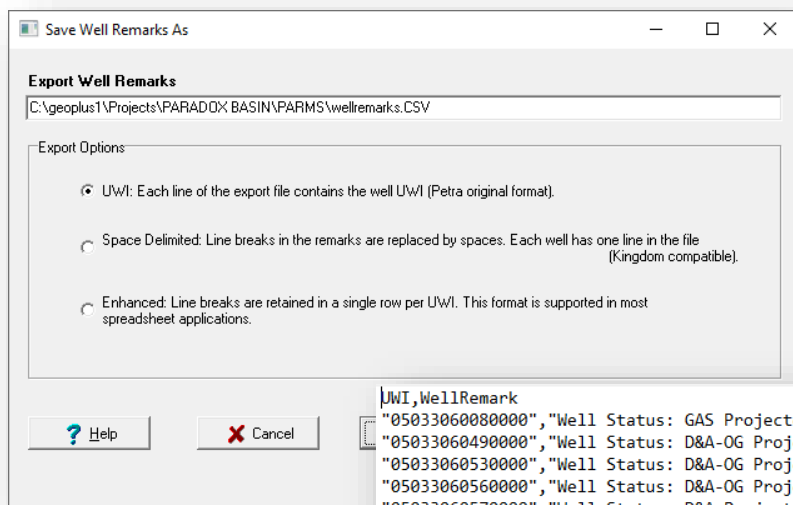 Save Well Remarks As
Export Well Remarks
C:\geoplus1\Projects\PARADOX BASIN\PARMS\wellremarks.CSV
Export Options
UWI: Each line of the export file contains the well UWI (Petra original format).
Space Delimited: Line breaks in the remarks are replaced by spaces. Each well has one line in the file
(Kingdom compatible).
Enhanced: Line breaks are retained in a single row per UWI. This format is supported in most
spreadsheet applications.
Help
Cancel
UWI,WellRemark
"05033060080000","Well Status: GAS Project
"05033060490000","Well Status: D&A-OG Proj
"05033060530000","Well Status: D&A-OG Proj
"05033060560000","Well Status: D&A-OG Proj